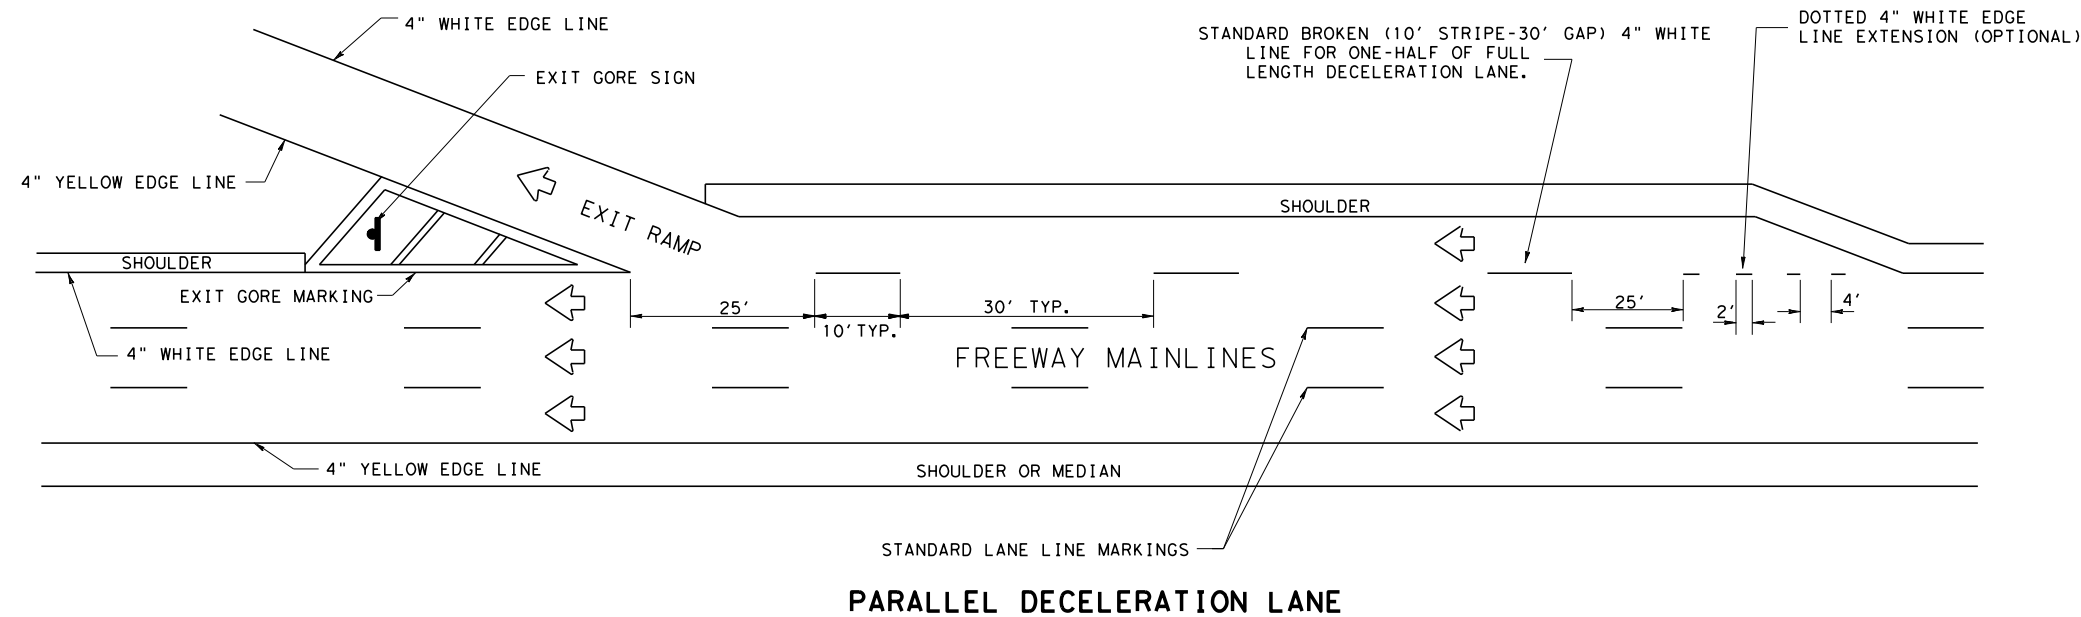 4" WHITE EDGE LINE
EXIT GORE SIGN
STANDARD BROKEN (10' STRIPE-30' GAP) 4" WHITE
LINE FOR ONE-HALF OF FULL
LENGTH DECELERATION LANE.
DOTTED 4" WHITE EDGE
LINE EXTENSION (OPTIONAL)
4" YELLOW EDGE LINE
EXIT RAMP
SHOULDER
SHOULDER
EXIT GORE MARKING
25'
10' TYP.
30' TYP.
25'
2'
4'
4" WHITE EDGE LINE
FREEWAY MAINLINES
4" YELLOW EDGE LINE
SHOULDER OR MEDIAN
STANDARD LANE LINE MARKINGS
PARALLEL DECELERATION LANE